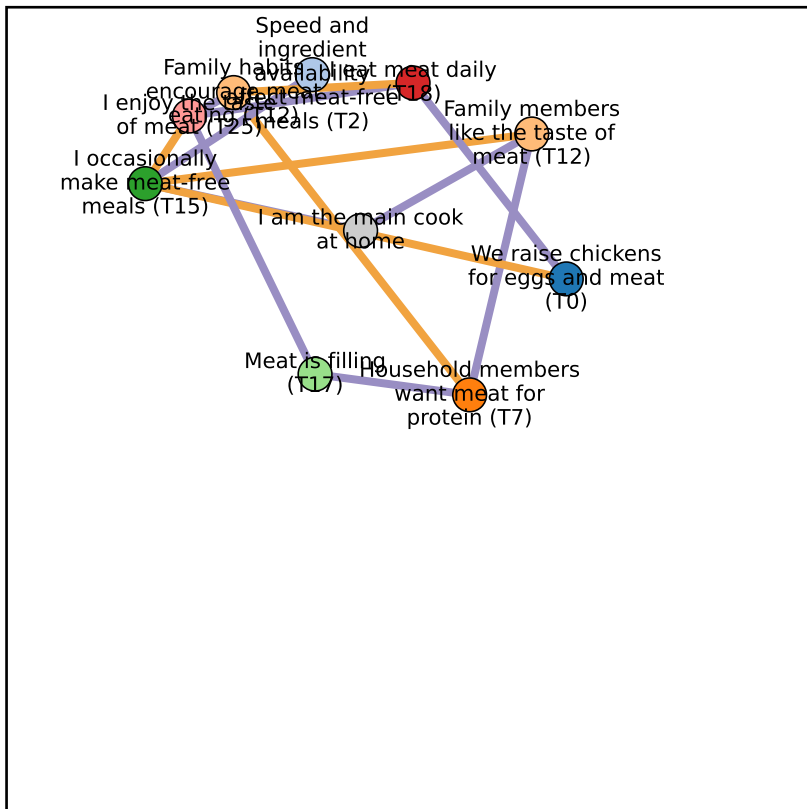 Speed and
ingredient
availability
affect meat-free
meals (T2)
Family habits
encourage meat
eating (T12)
I eat meat daily
(T18)
I enjoy the taste
of meat (T25)
Family members
like the taste of
meat (T12)
I occasionally
make meat-free
meals (T15)
I am the main cook
at home
We raise chickens
for eggs and meat
(T0)
Meat is filling
(T17)
Household members
want meat for
protein (T7)